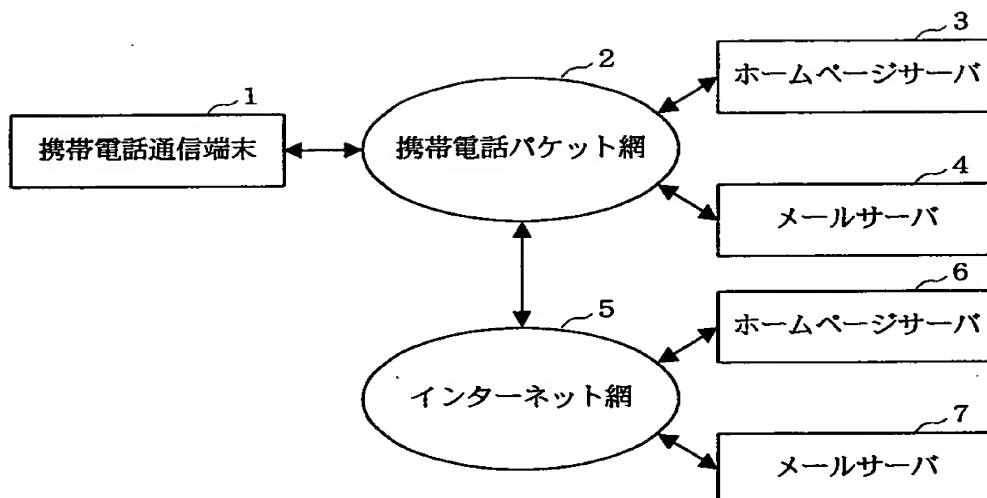 3
ホームページサーバ
2
1
携帯電話通信端末
携帯電話パケット網
4
メールサーバ
6
ホームページサーバ
5
インターネット網
7
メールサーバ